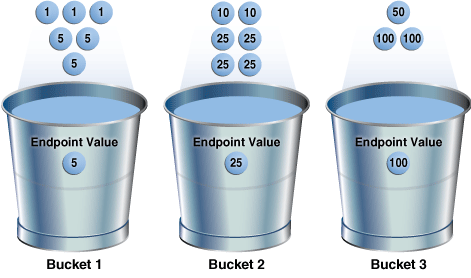 1 1 1
5 5
5
Endpoint Value
5
Bucket 1
10 10
25 25
25 25
Endpoint Value
25
Bucket 2
50
100 100
Endpoint Value
100
Bucket 3